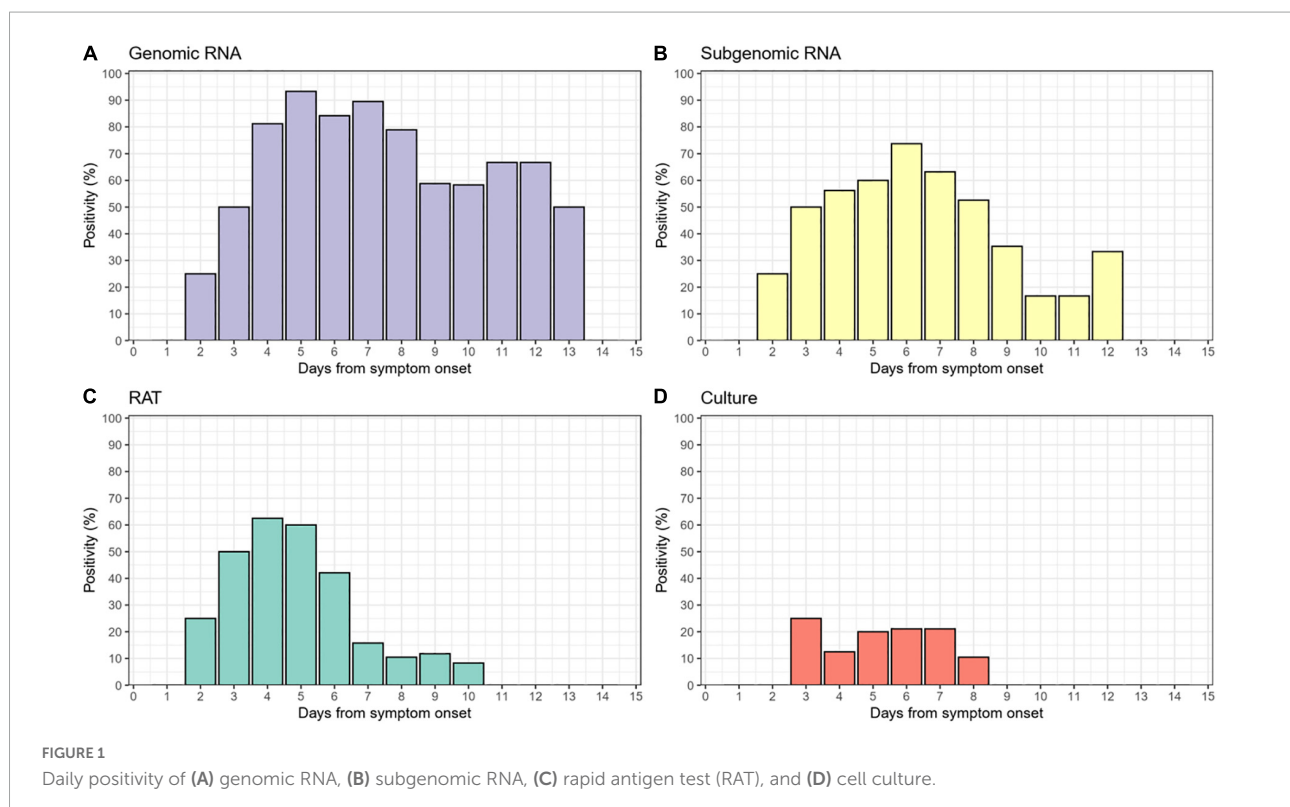 A Genomic RNA
Positivity (%)
100
90
80
70
60
50
40
30
20
10
0
0 1 2 3 4 5 6 7 8 9 10 11 12 13 14 15
Days from symptom onset
B Subgenomic RNA
Positivity (%)
100
90
80
70
60
50
40
30
20
10
0
0 1 2 3 4 5 6 7 8 9 10 11 12 13 14 15
Days from symptom onset
C RAT
Positivity (%)
100
90
80
70
60
50
40
30
20
10
0
0 1 2 3 4 5 6 7 8 9 10 11 12 13 14 15
Days from symptom onset
D Culture
Positivity (%)
100
90
80
70
60
50
40
30
20
10
0
0 1 2 3 4 5 6 7 8 9 10 11 12 13 14 15
Days from symptom onset
FIGURE 1
Daily positivity of (A) genomic RNA, (B) subgenomic RNA, (C) rapid antigen test (RAT), and (D) cell culture.